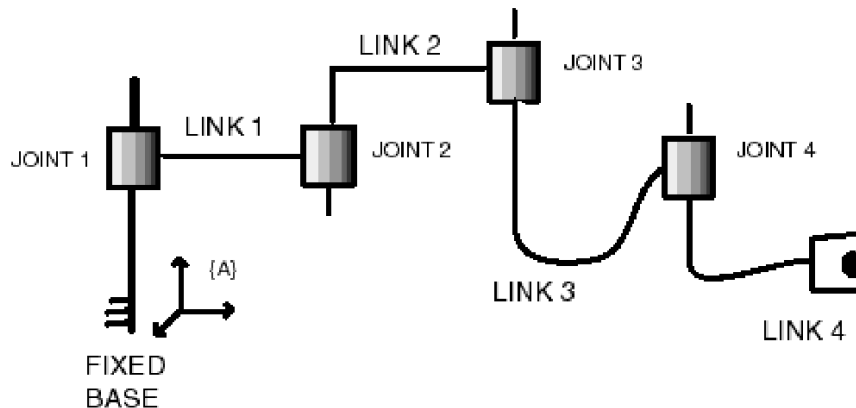 LINK 2
JOINT 3
LINK 1
JOINT 1
JOINT 2
JOINT 4
{A}
LINK 3
LINK 4
FIXED
BASE